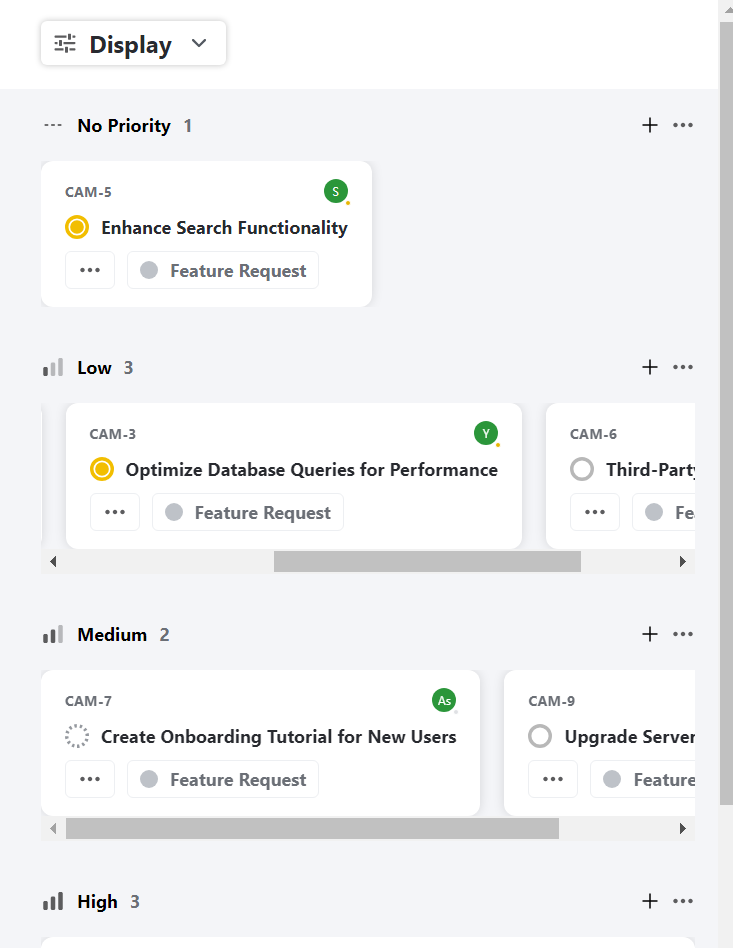 Display
No Priority 1
CAM-5 S
Enhance Search Functionality
Feature Request
Low 3
CAM-3 Y CAM-6
Optimize Database Queries for Performance Third-Party
Feature Request Fe
Medium 2
CAM-7 As CAM-9
Create Onboarding Tutorial for New Users Upgrade Server
Feature Request Feature
High 3